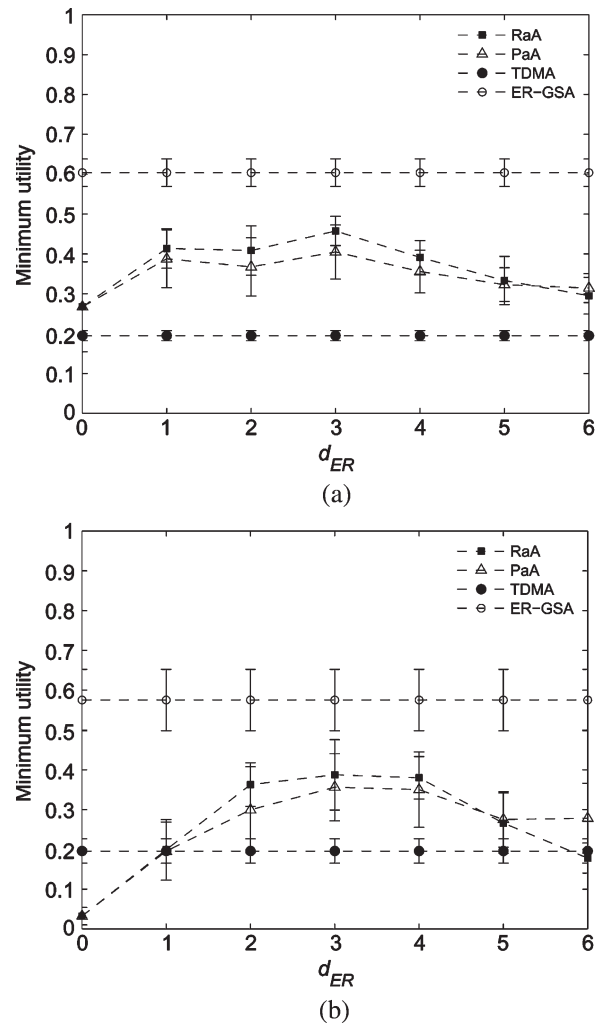 1
0.9
0.8
0.7
0.6
0.5
0.4
0.3
0.2
0.1
0
Minimum utility
RaA
PaA
TDMA
ER−GSA
0 1 2 3 4 5 6
d_ER
(a)
1
0.9
0.8
0.7
0.6
0.5
0.4
0.3
0.2
0.1
0
Minimum utility
RaA
PaA
TDMA
ER−GSA
0 1 2 3 4 5 6
d_ER
(b)